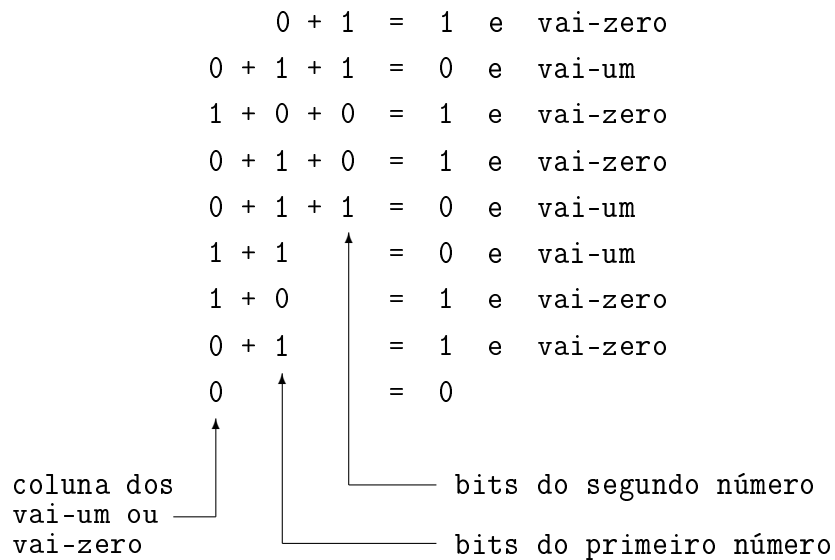 0 + 1 = 1 e vai-zero
0 + 1 + 1 = 0 e vai-um
1 + 0 + 0 = 1 e vai-zero
0 + 1 + 0 = 1 e vai-zero
0 + 1 + 1 = 0 e vai-um
1 + 1 = 0 e vai-um
1 + 0 = 1 e vai-zero
0 + 1 = 1 e vai-zero
0 = 0
coluna dos
vai-um ou
vai-zero
bits do segundo número
bits do primeiro número